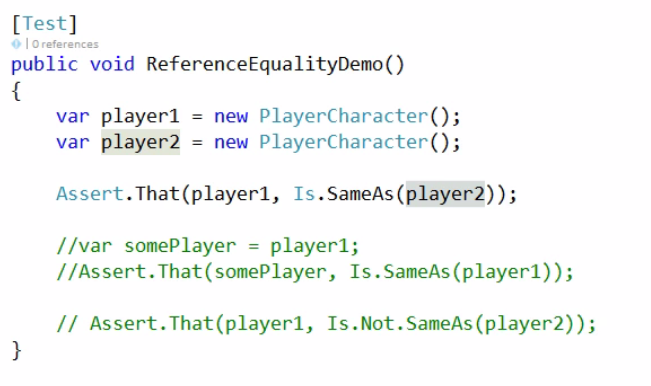 [Test]
| 0 references
public void ReferenceEqualityDemo()
{
    var player1 = new PlayerCharacter();
    var player2 = new PlayerCharacter();

    Assert.That(player1, Is.SameAs(player2));

    //var somePlayer = player1;
    //Assert.That(somePlayer, Is.SameAs(player1));

    // Assert.That(player1, Is.Not.SameAs(player2));
}